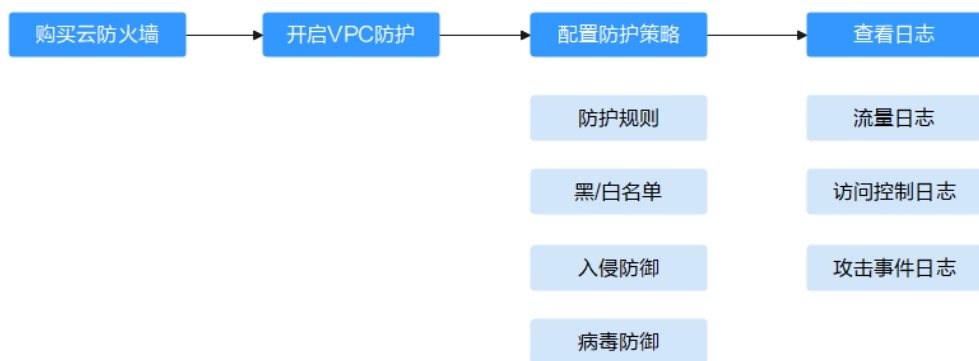 购买云防火墙
开启VPC防护
配置防护策略
查看日志
防护规则
流量日志
黑/白名单
访问控制日志
入侵防御
攻击事件日志
病毒防御